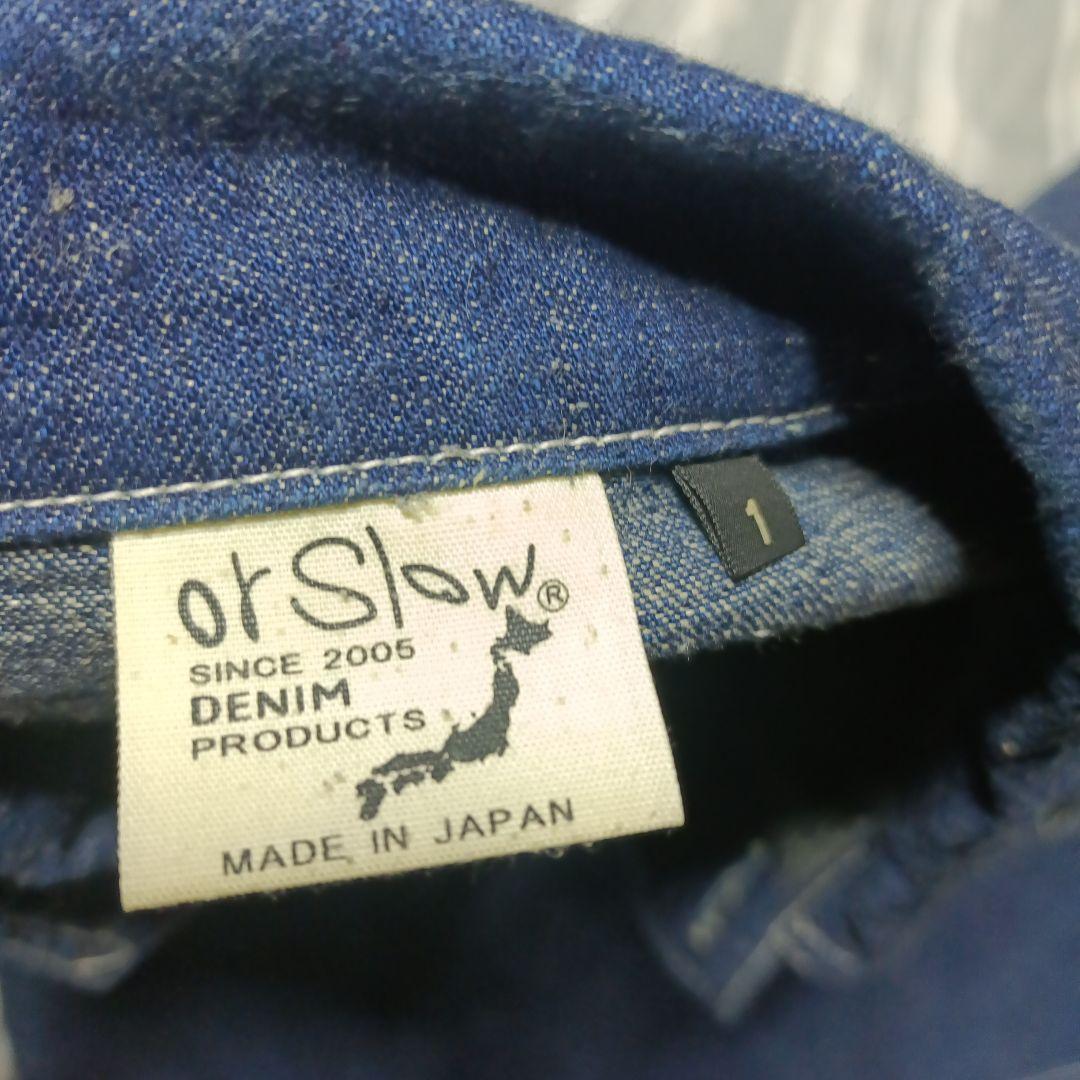 orSlow®
SINCE 2005
DENIM
PRODUCTS
MADE IN JAPAN
1